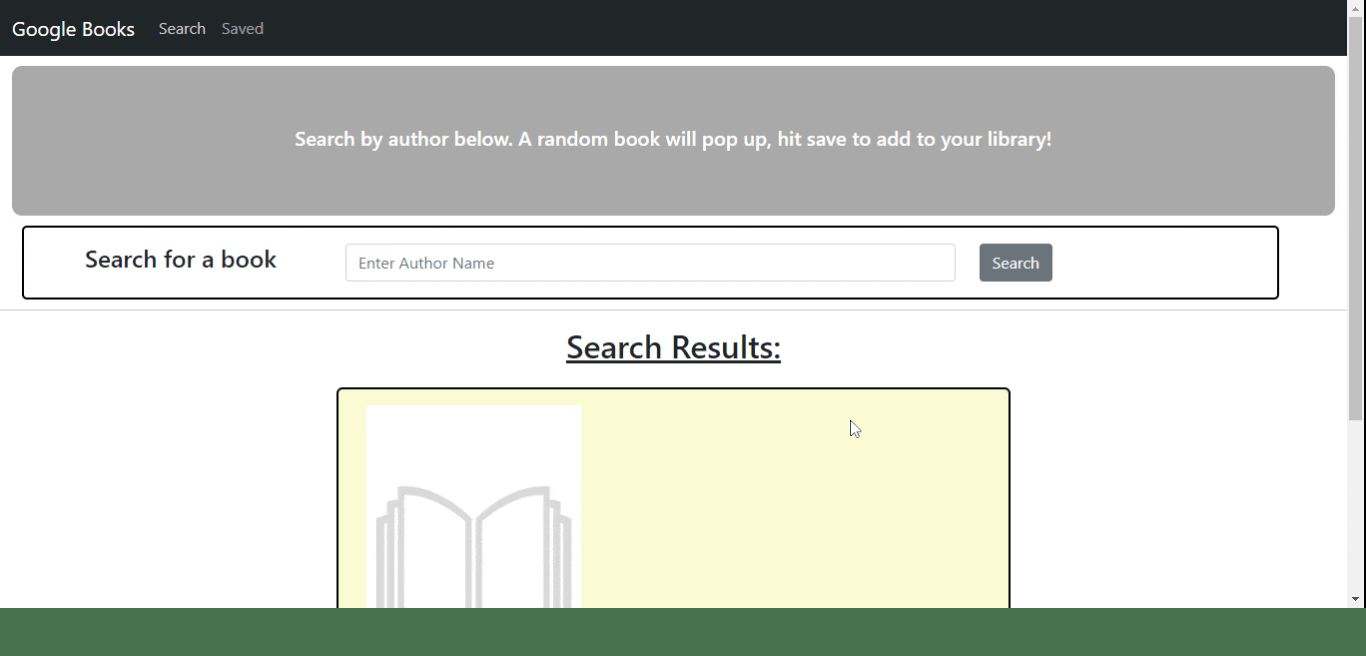 Google Books Search Saved
Search by author below. A random book will pop up, hit save to add to your library!
Search for a book Enter Author Name Search
Search Results: